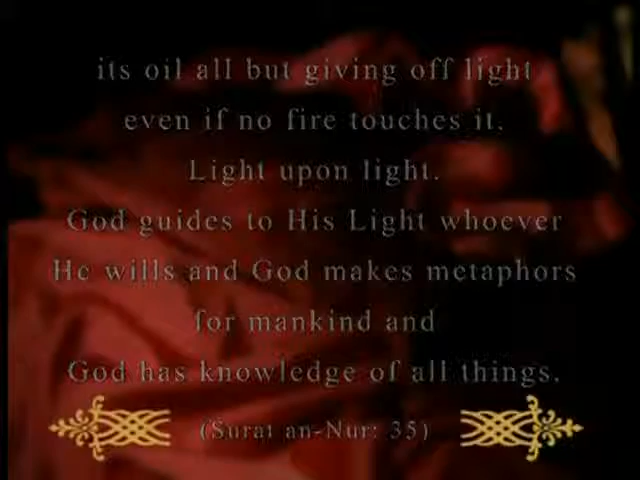 its oil all but giving off light
even if no fire touches it.
Light upon light.
God guides to His Light whoever
He wills and God makes metaphors
for mankind and
God has knowledge of all things.
(Surat an-Nur: 35)